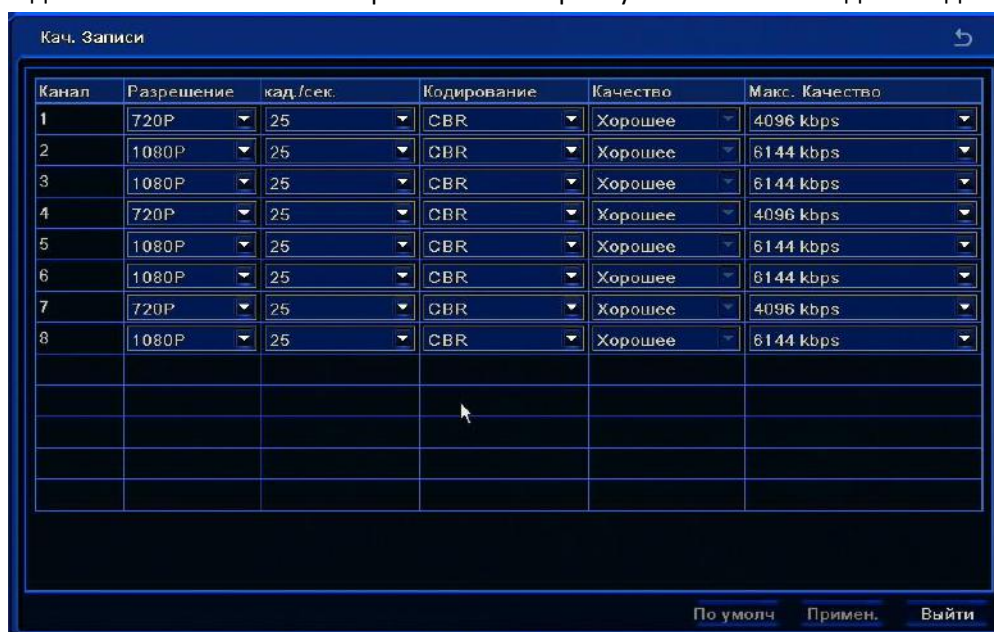 Кач. Записи
Канал Разрешение кад./сек. Кодирование Качество Макс. Качество
1 720P 25 CBR Хорошее 4096 kbps
2 1080P 25 CBR Хорошее 6144 kbps
3 1080P 25 CBR Хорошее 6144 kbps
4 720P 25 CBR Хорошее 4096 kbps
5 1080P 25 CBR Хорошее 6144 kbps
6 1080P 25 CBR Хорошее 6144 kbps
7 720P 25 CBR Хорошее 4096 kbps
8 1080P 25 CBR Хорошее 6144 kbps
По умолч Примен. Выйти